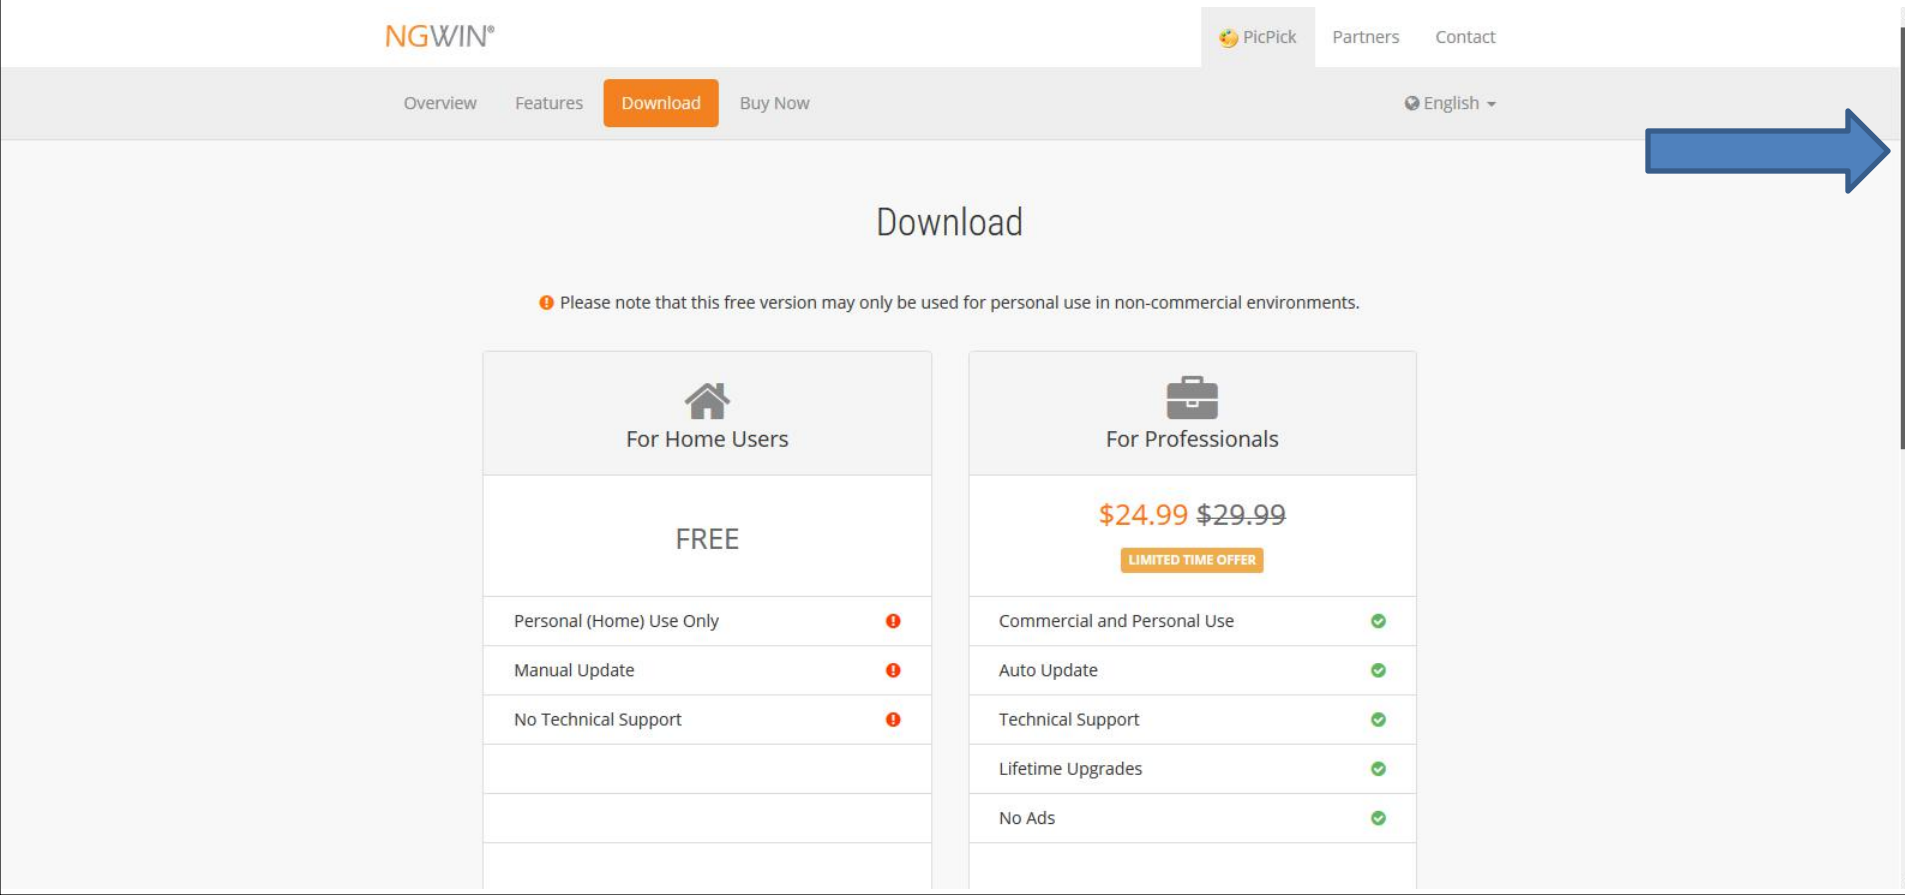 NGWIN®
PicPick Partners Contact
Overview Features Download Buy Now English
Download
Please note that this free version may only be used for personal use in non-commercial environments.
For Home Users
FREE
Personal (Home) Use Only
Manual Update
No Technical Support
For Professionals
$24.99 $29.99
LIMITED TIME OFFER
Commercial and Personal Use
Auto Update
Technical Support
Lifetime Upgrades
No Ads